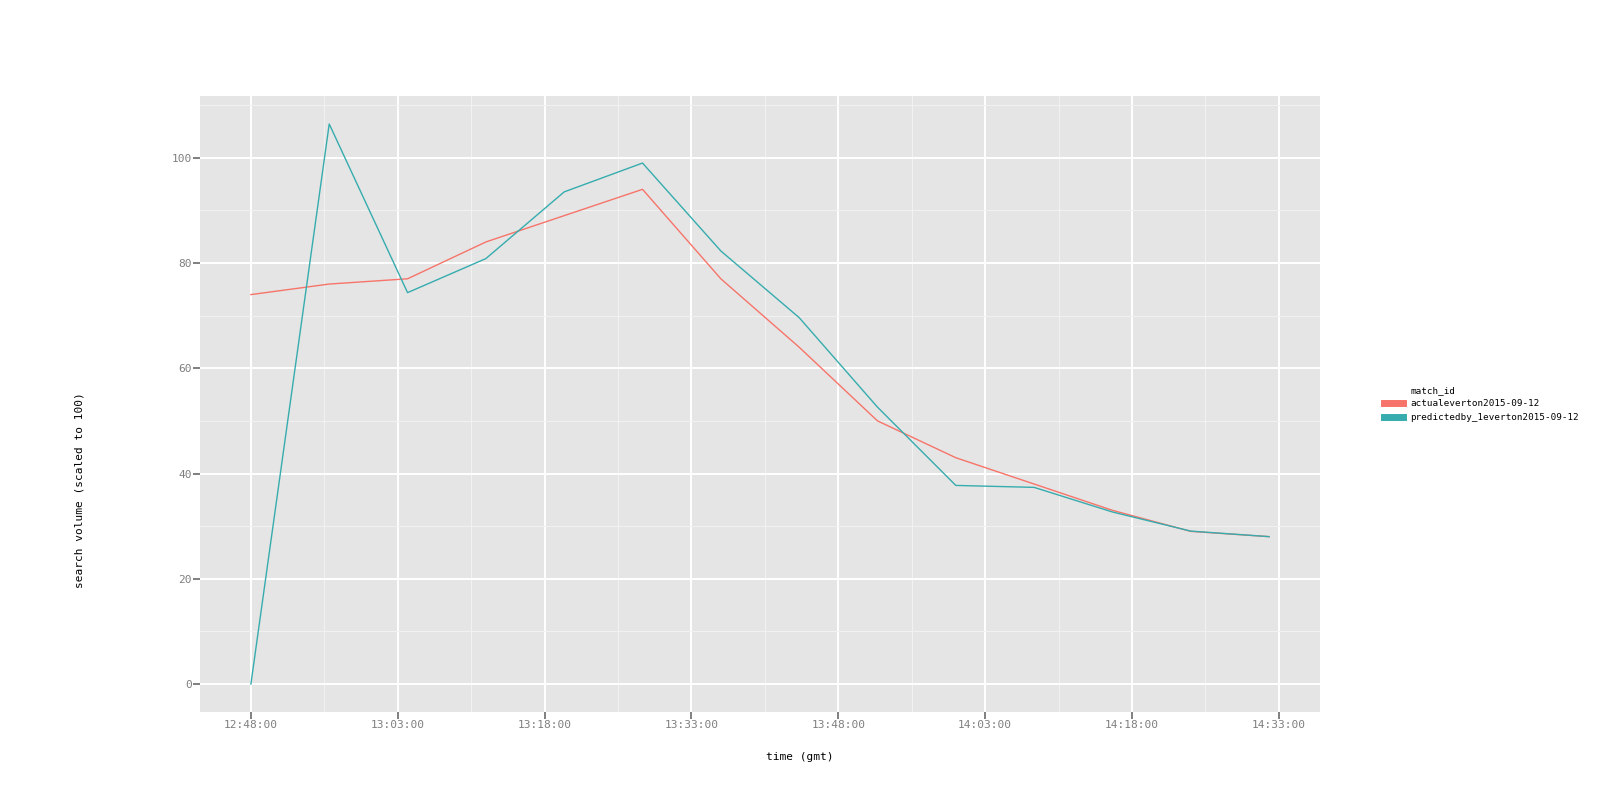 100
80
60
40
20
0
search volume (scaled to 100)
12:48:00 13:03:00 13:18:00 13:33:00 13:48:00 14:03:00 14:18:00 14:33:00
time (gmt)
match_id
actualeverton2015-09-12
predictedby_1everton2015-09-12